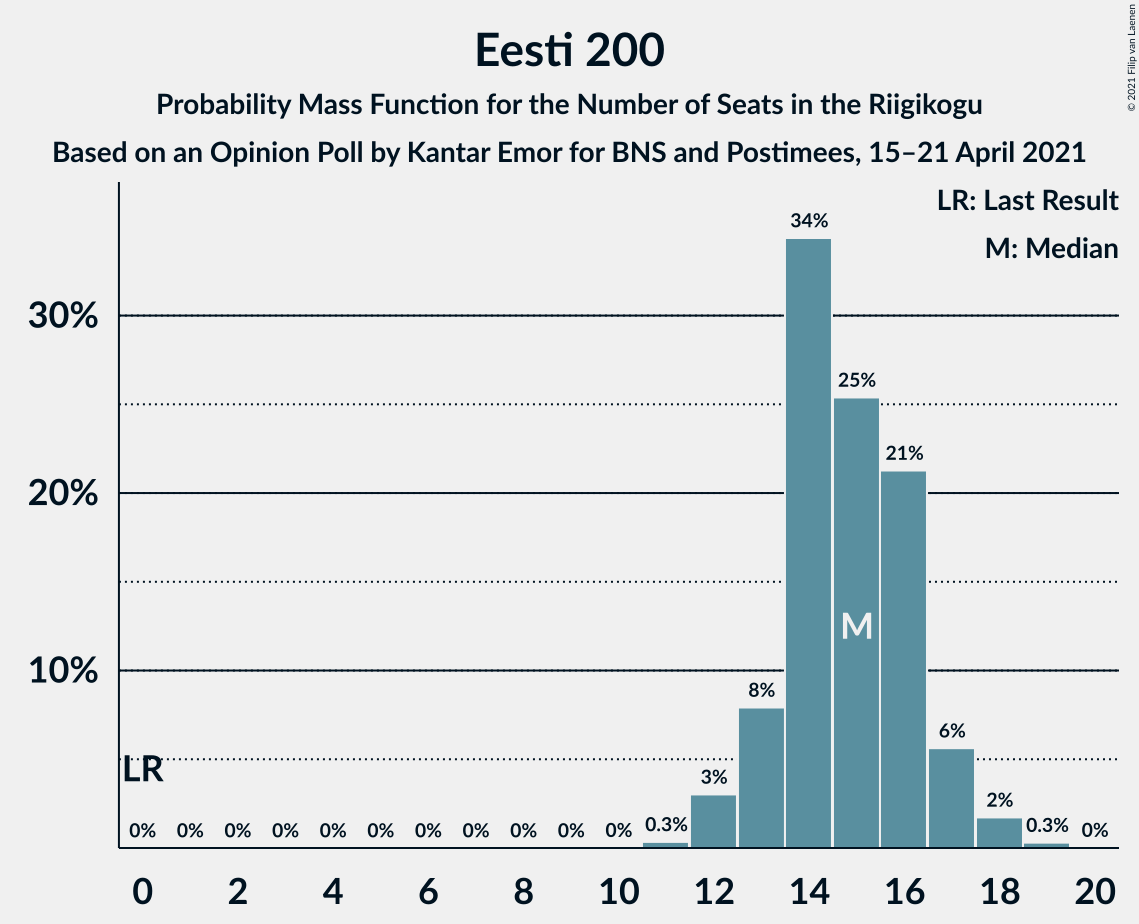 Eesti 200
Probability Mass Function for the Number of Seats in the Riigikogu
Based on an Opinion Poll by Kantar Emor for BNS and Postimees, 15–21 April 2021
© 2021 Filip van Laenen
LR: Last Result
M: Median
34%
30%
25%
21%
20%
M
10%
8%
6%
LR
3%
2%
0% 0% 0% 0% 0% 0% 0% 0% 0% 0% 0% 0.3% 0.3% 0%
0 2 4 6 8 10 12 14 16 18 20